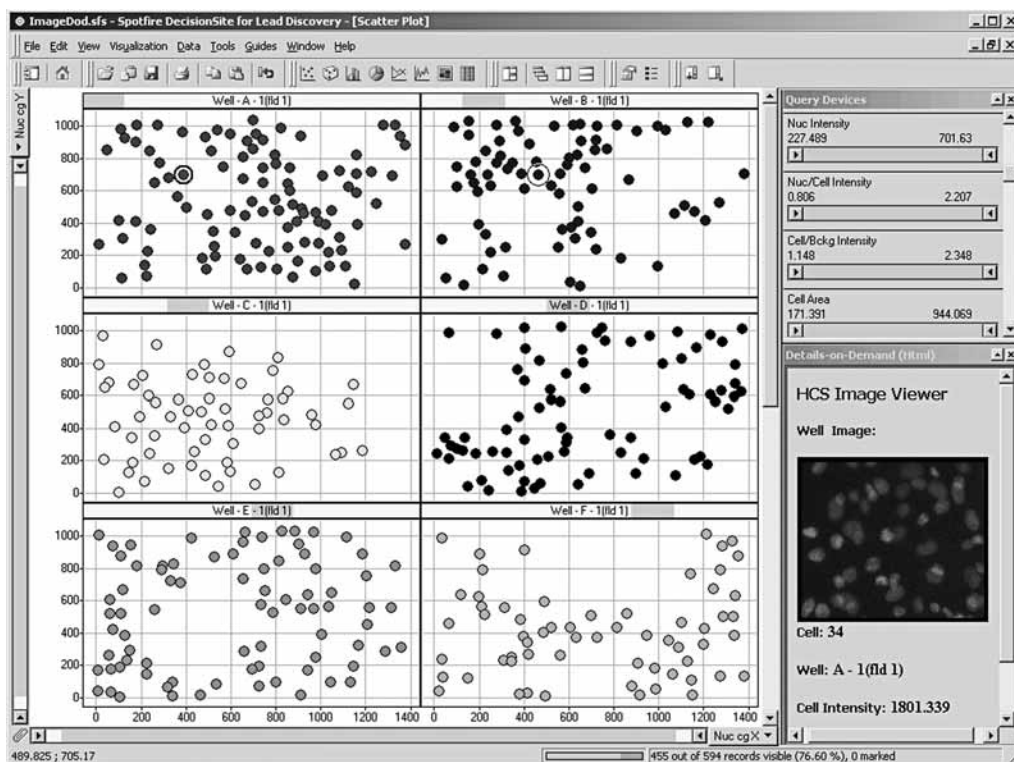 ImageDod.sfs - Spotfire DecisionSite for Lead Discovery - [Scatter Plot]
File Edit View Visualization Data Tools Guides Window Help
Nuc cg Y
Well - A - 1(fld 1)
Well - B - 1(fld 1)
1000
800
600
400
200
0
Well - C - 1(fld 1)
Well - D - 1(fld 1)
1000
800
600
400
200
0
Well - E - 1(fld 1)
Well - F - 1(fld 1)
1000
800
600
400
200
0
0 200 400 600 800 1000 1200 1400
0 200 400 600 800 1000 1200 1400
Nuc cg X
Query Devices
Nuc Intensity
227.489 701.63
Nuc/Cell Intensity
0.806 2.207
Cell/Bckg Intensity
1.148 2.348
Cell Area
171.391 944.069
Details-on-Demand (Html)
HCS Image Viewer
Well Image:
Cell: 34
Well: A - 1(fld 1)
Cell Intensity: 1801.339
489.825 ; 705.17
455 out of 594 records visible (76.60 %), 0 marked